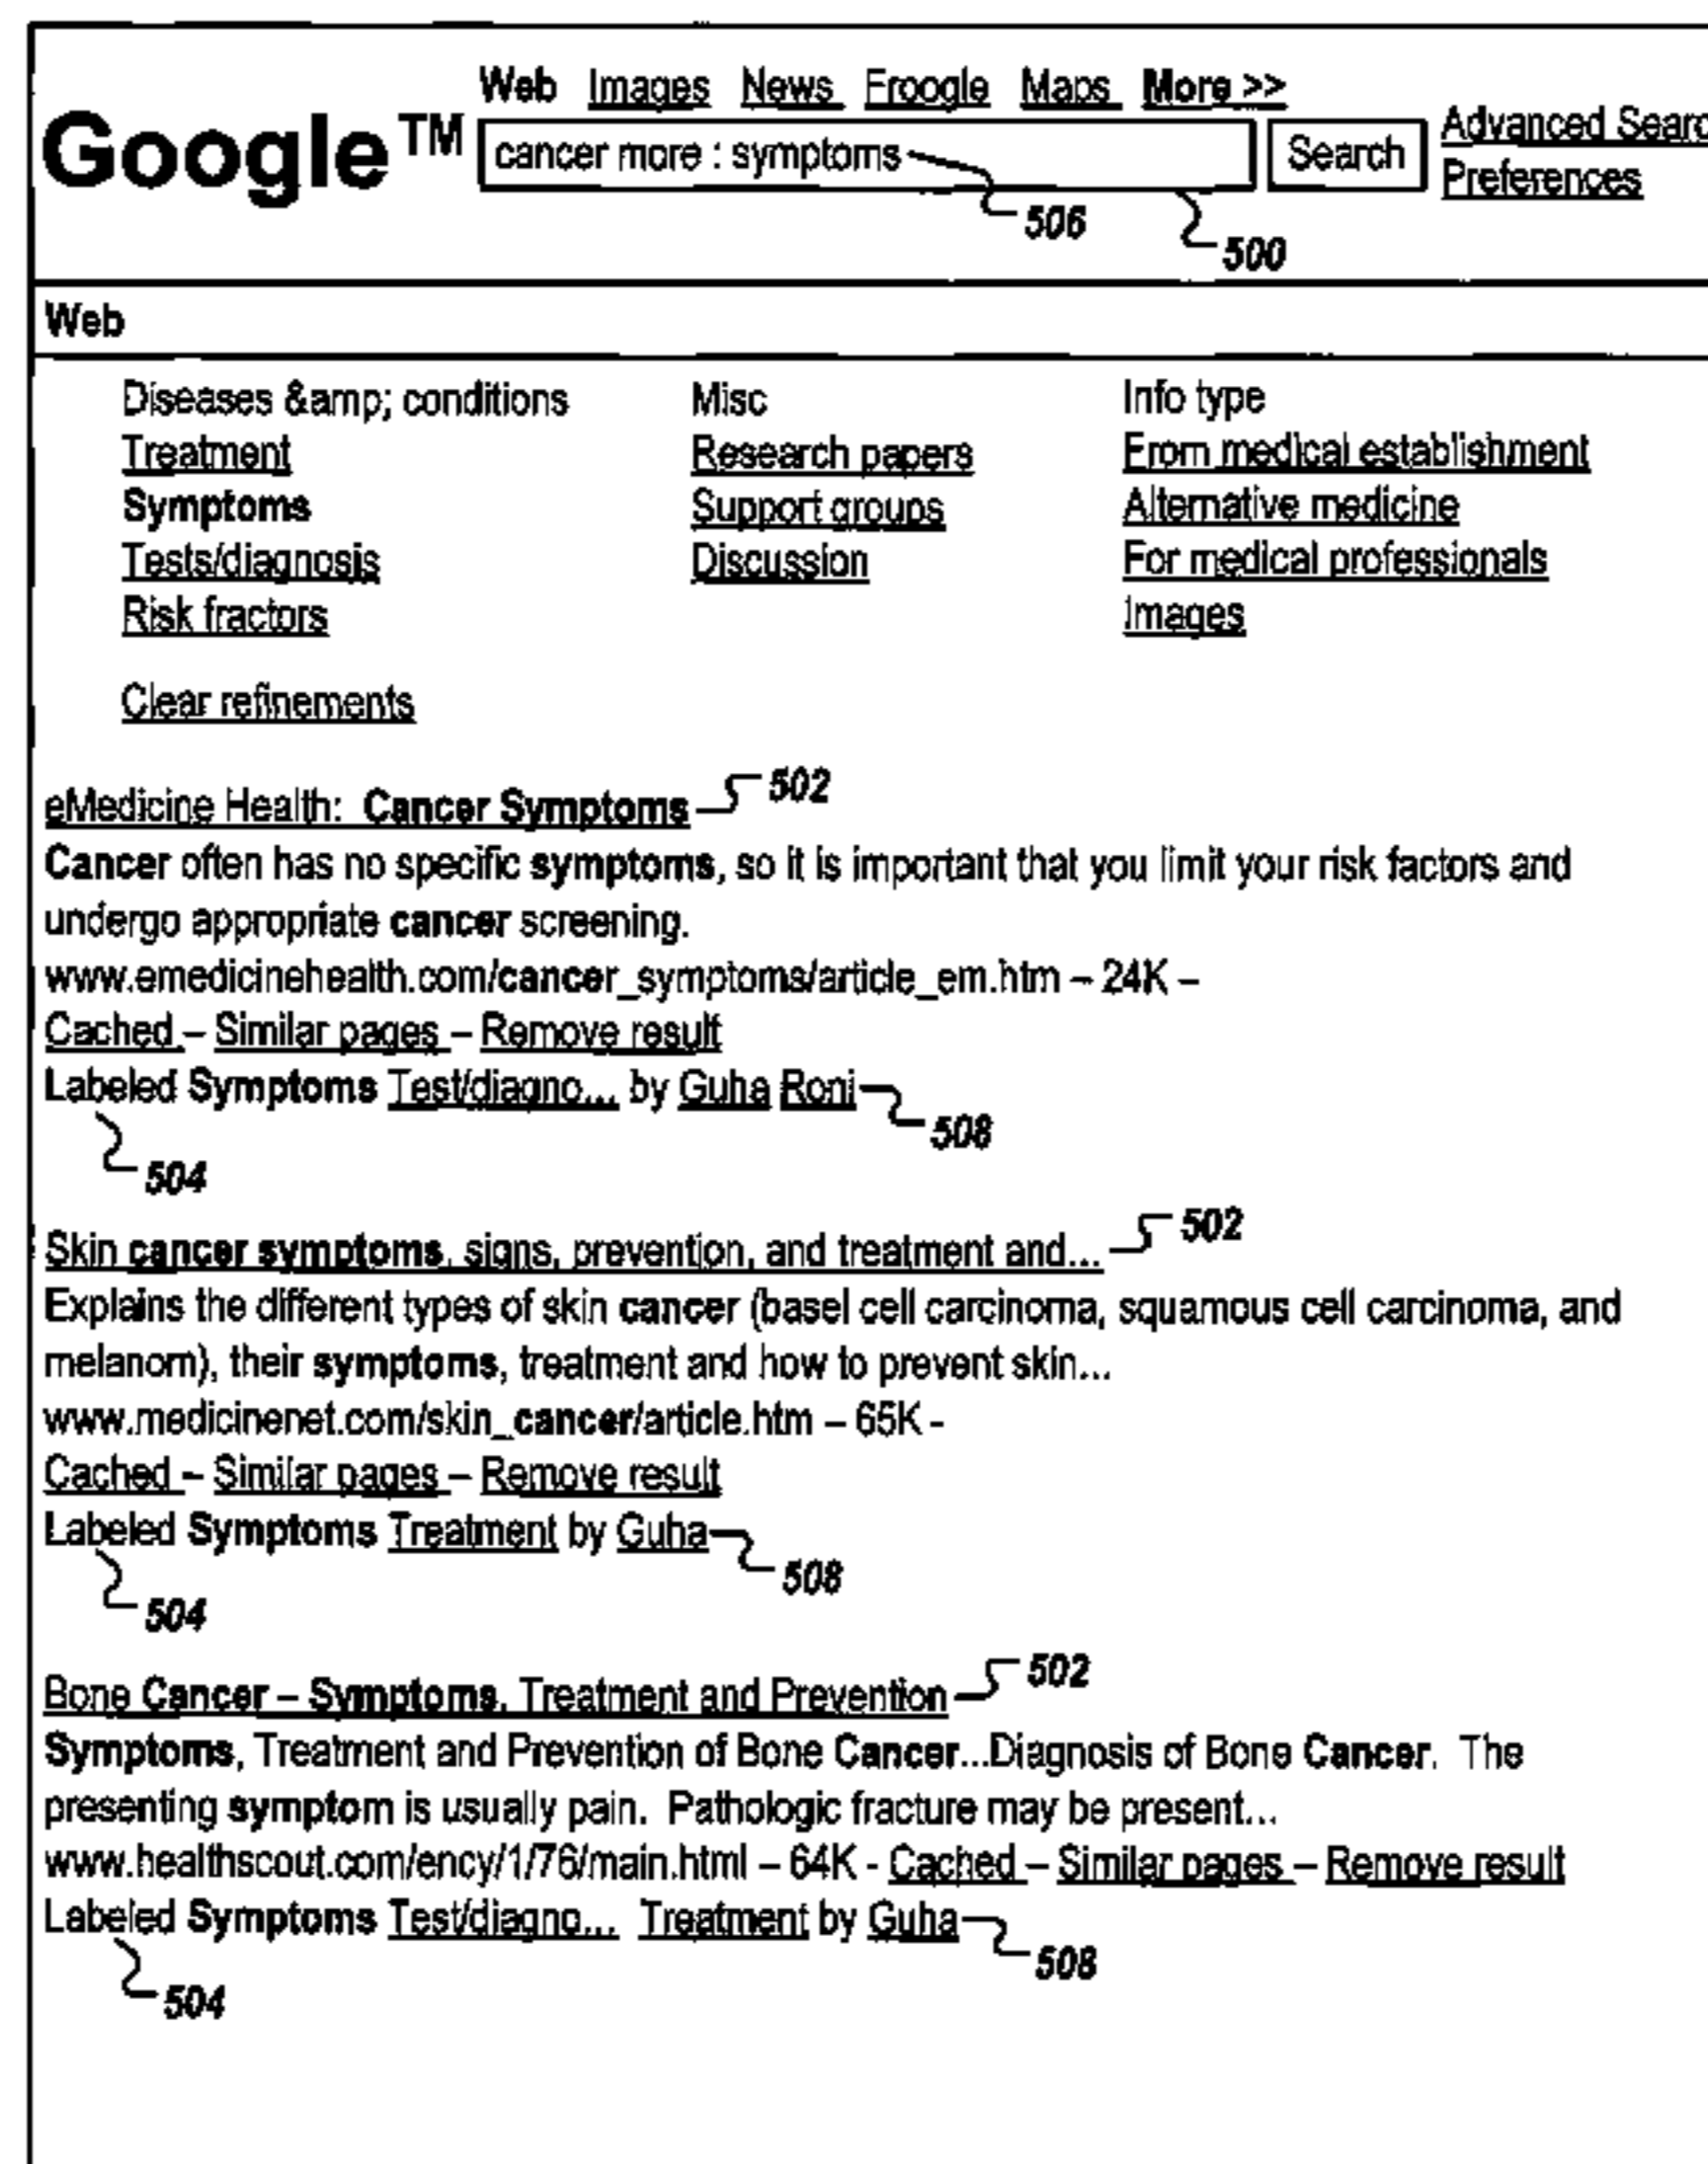 Web Images News Froogle Maps More >>
Google™ cancer more : symptoms Search Advanced Searc
Preferences
506
500
Web
Diseases &amp; conditions Misc Info type
Treatment Research papers From medical establishment
Symptoms Support groups Alternative medicine
Tests/diagnosis Discussion For medical professionals
Risk fractors Images
Clear refinements
eMedicine Health: Cancer Symptoms 502
Cancer often has no specific symptoms, so it is important that you limit your risk factors and
undergo appropriate cancer screening.
www.emedicinehealth.com/cancer_symptoms/article_em.htm – 24K –
Cached – Similar pages – Remove result
Labeled Symptoms Test/diagno... by Guha Roni 508
504
Skin cancer symptoms, signs, prevention, and treatment and... 502
Explains the different types of skin cancer (basel cell carcinoma, squamous cell carcinoma, and
melanom), their symptoms, treatment and how to prevent skin...
www.medicinenet.com/skin_cancer/article.htm – 65K -
Cached – Similar pages – Remove result
Labeled Symptoms Treatment by Guha 508
504
Bone Cancer – Symptoms, Treatment and Prevention 502
Symptoms, Treatment and Prevention of Bone Cancer...Diagnosis of Bone Cancer. The
presenting symptom is usually pain. Pathologic fracture may be present...
www.healthscout.com/ency/1/76/main.html – 64K - Cached – Similar pages – Remove result
Labeled Symptoms Test/diagno... Treatment by Guha 508
504